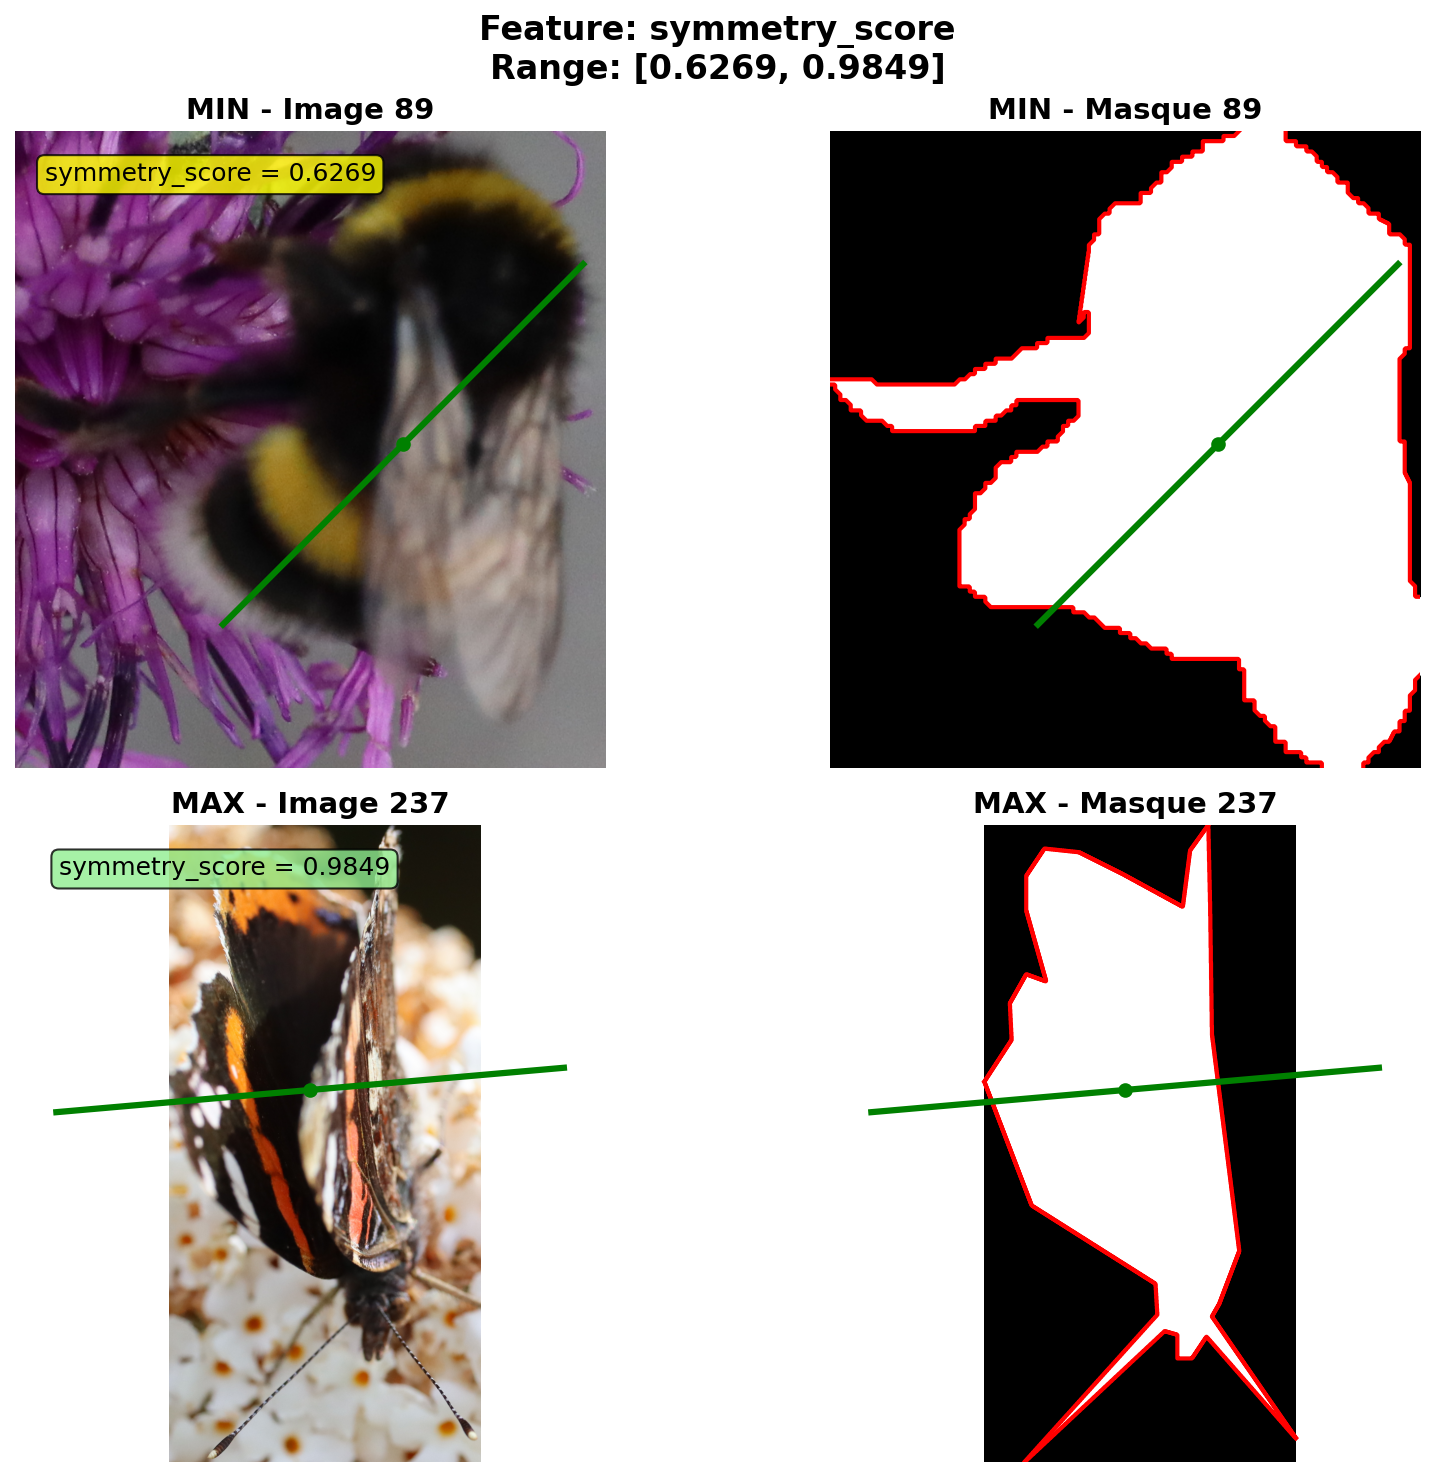 Feature: symmetry_score
Range: [0.6269, 0.9849]
MIN - Image 89
MIN - Masque 89
symmetry_score = 0.6269
MAX - Image 237
MAX - Masque 237
symmetry_score = 0.9849